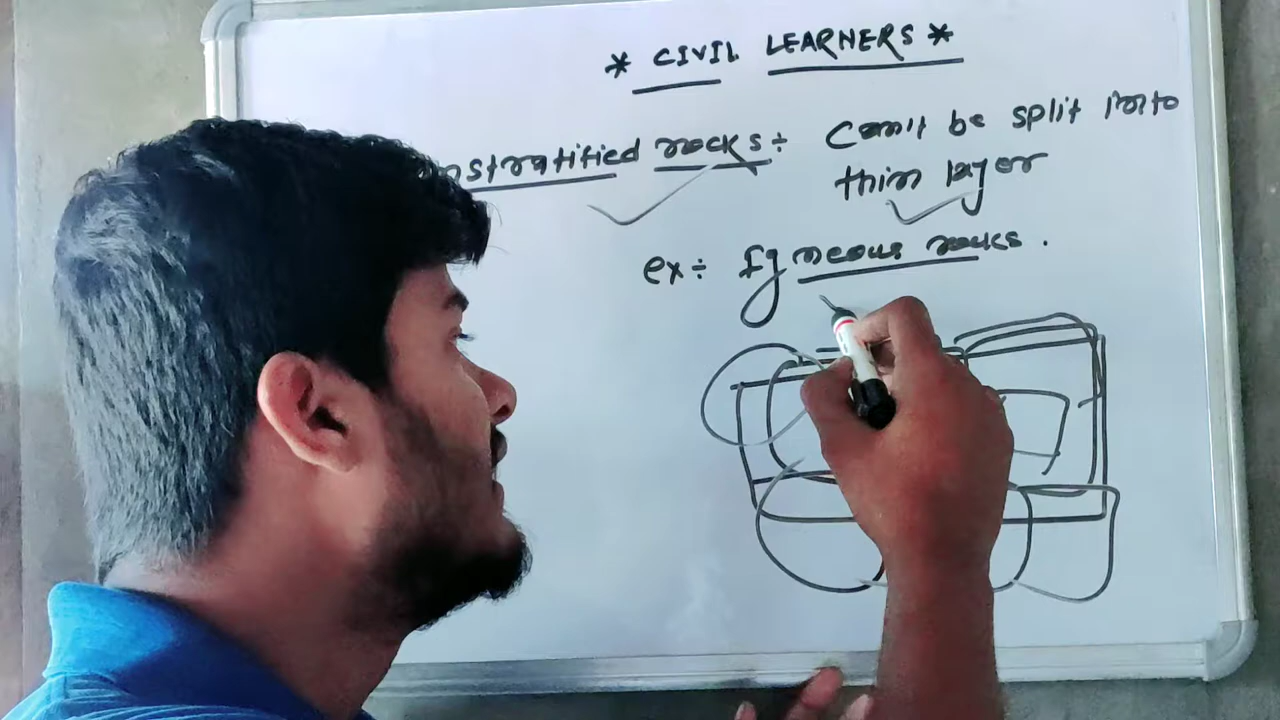 * CIVIL LEARNERS *
nstratified rocks ÷ Can't be split into
thin layer
ex ÷ Igneous rocks.